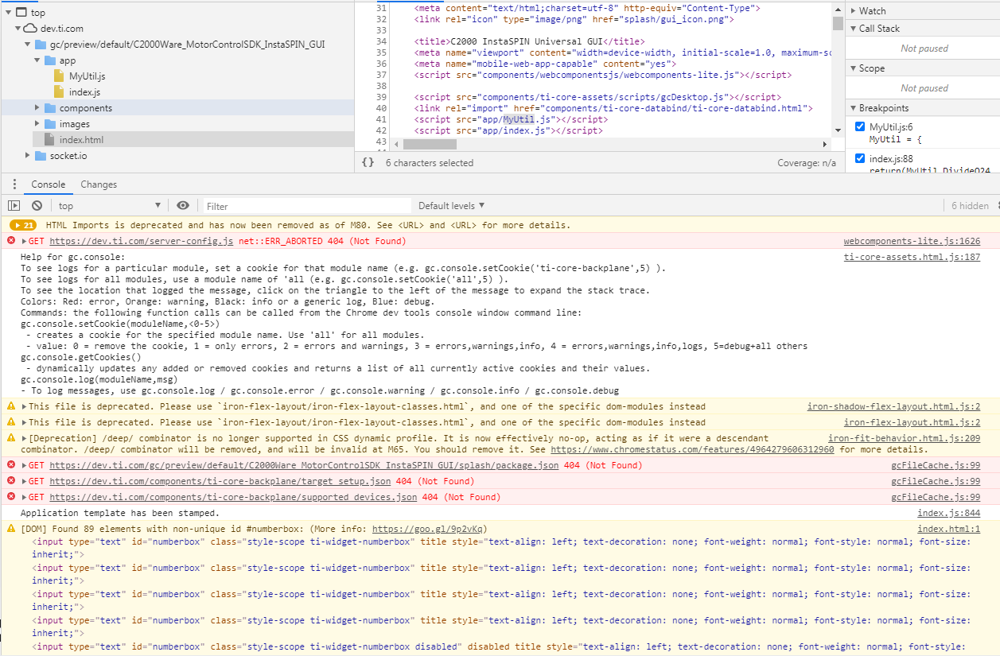 top
dev.ti.com
gc/preview/default/C2000Ware_MotorControlSDK_InstaSPIN_GUI
app
MyUtil.js
index.js
components
images
index.html
socket.io
31 <meta content="text/html;charset=utf-8" http-equiv="Content-Type">
32 <link rel="icon" type="image/png" href="splash/gui_icon.png">
33
34 <title>C2000 InstaSPIN Universal GUI</title>
35 <meta name="viewport" content="width=device-width, initial-scale=1.0, maximum-sc
36 <meta name="mobile-web-app-capable" content="yes">
37 <script src="components/webcomponentsjs/webcomponents-lite.js"></script>
38
39 <script src="components/ti-core-assets/scripts/gcDesktop.js"></script>
40 <link rel="import" href="components/ti-core-databind/ti-core-databind.html">
41 <script src="app/MyUtil.js"></script>
42 <script src="app/index.js"></script>
43
{} 6 characters selected Coverage: n/a
Watch
Call Stack
Not paused
Scope
Not paused
Breakpoints
MyUtil.js:6
MyUtil = {
index.js:88
return(MyUtil.DivideQ24
Console Changes
top Filter Default levels ▼ 6 hidden
21 HTML Imports is deprecated and has now been removed as of M80. See <URL> and <URL> for more details.
GET https://dev.ti.com/server-config.js net::ERR_ABORTED 404 (Not Found) webcomponents-lite.js:1626
Help for gc.console: ti-core-assets.html.js:187
To see logs for a particular module, set a cookie for that module name (e.g. gc.console.setCookie('ti-core-backplane',5) ).
To see logs for all modules, use a module name of 'all (e.g. gc.console.setCookie('all',5) ).
To see the location that logged the message, click on the triangle to the left of the message to expand the stack trace.
Colors: Red: error, Orange: warning, Black: info or a generic log, Blue: debug.
Commands: the following function calls can be called from the Chrome dev tools console window command line:
gc.console.setCookie(moduleName,<0-5>)
- creates a cookie for the specified module name. Use 'all' for all modules.
- value: 0 = remove the cookie, 1 = only errors, 2 = errors and warnings, 3 = errors,warnings,info, 4 = errors,warnings,info,logs, 5=debug+all others
gc.console.getCookies()
- dynamically updates any added or removed cookies and returns a list of all currently active cookies and their values.
gc.console.log(moduleName,msg)
- To log messages, use gc.console.log / gc.console.error / gc.console.warning / gc.console.info / gc.console.debug
This file is deprecated. Please use `iron-flex-layout/iron-flex-layout-classes.html`, and one of the specific dom-modules instead iron-shadow-flex-layout.html.js:2
This file is deprecated. Please use `iron-flex-layout/iron-flex-layout-classes.html`, and one of the specific dom-modules instead iron-flex-layout.html.js:2
[Deprecation] /deep/ combinator is no longer supported in CSS dynamic profile. It is now effectively no-op, acting as if it were a descendant iron-fit-behavior.html.js:209
combinator. /deep/ combinator will be removed, and will be invalid at M65. You should remove it. See https://www.chromestatus.com/features/4964279606312960 for more details.
GET https://dev.ti.com/gc/preview/default/C2000Ware_MotorControlSDK_InstaSPIN_GUI/splash/package.json 404 (Not Found) gcFileCache.js:99
GET https://dev.ti.com/components/ti-core-backplane/target_setup.json 404 (Not Found) gcFileCache.js:99
GET https://dev.ti.com/components/ti-core-backplane/supported_devices.json 404 (Not Found) gcFileCache.js:99
Application template has been stamped. index.js:844
[DOM] Found 89 elements with non-unique id #numberbox: (More info: https://goo.gl/9p2vKq) index.html:1
<input type="text" id="numberbox" class="style-scope ti-widget-numberbox" title style="text-align: left; text-decoration: none; font-weight: normal; font-style: normal; font-size:
inherit;">
<input type="text" id="numberbox" class="style-scope ti-widget-numberbox" title style="text-align: left; text-decoration: none; font-weight: normal; font-style: normal; font-size:
inherit;">
<input type="text" id="numberbox" class="style-scope ti-widget-numberbox" title style="text-align: left; text-decoration: none; font-weight: normal; font-style: normal; font-size:
inherit;">
<input type="text" id="numberbox" class="style-scope ti-widget-numberbox" title style="text-align: left; text-decoration: none; font-weight: normal; font-style: normal; font-size:
inherit;">
<input type="text" id="numberbox" class="style-scope ti-widget-numberbox disabled" disabled title style="text-align: left; text-decoration: none; font-weight: normal; font-style: